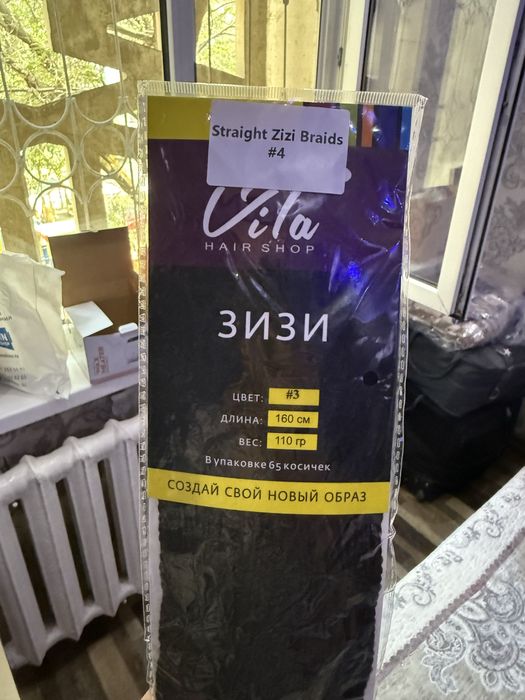 Straight Zizi Braids
#4
Vila
HAIR SHOP
ЗИЗИ
ЦВЕТ: #3
ДЛИНА: 160 см
ВЕС: 110 гр
В упаковке 65 косичек
СОЗДАЙ СВОЙ НОВЫЙ ОБРАЗ